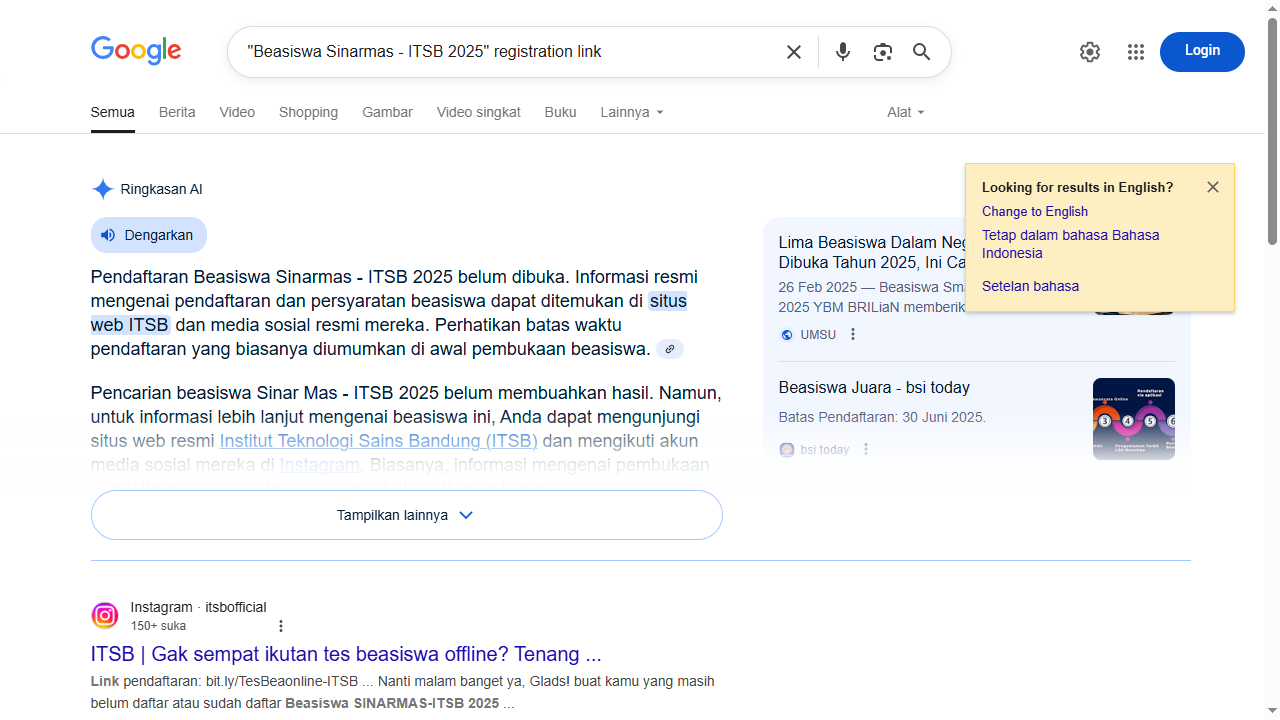 Google
"Beasiswa Sinarmas - ITSB 2025" registration link
Login
Semua
Berita
Video
Shopping
Gambar
Video singkat
Buku
Lainnya
Alat
Ringkasan AI
Dengarkan
Pendaftaran Beasiswa Sinarmas - ITSB 2025 belum dibuka. Informasi resmi
mengenai pendaftaran dan persyaratan beasiswa dapat ditemukan di situs
web ITSB dan media sosial resmi mereka. Perhatikan batas waktu
pendaftaran yang biasanya diumumkan di awal pembukaan beasiswa.
Pencarian beasiswa Sinar Mas - ITSB 2025 belum membuahkan hasil. Namun,
untuk informasi lebih lanjut mengenai beasiswa ini, Anda dapat mengunjungi
situs web resmi Institut Teknologi Sains Bandung (ITSB) dan mengikuti akun
media sosial mereka di Instagram. Biasanya, informasi mengenai pembukaan
Tampilkan lainnya
Lima Beasiswa Dalam Neg
Dibuka Tahun 2025, Ini Ca
26 Feb 2025 — Beasiswa Sma
2025 YBM BRILiaN memberik
UMSU
Beasiswa Juara - bsi today
Batas Pendaftaran: 30 Juni 2025.
bsi today
Looking for results in English?
Change to English
Tetap dalam bahasa Bahasa
Indonesia
Setelan bahasa
Instagram · itsbofficial
150+ suka
ITSB | Gak sempat ikutan tes beasiswa offline? Tenang ...
Link pendaftaran: bit.ly/TesBeaonline-ITSB ... Nanti malam banget ya, Glads! buat kamu yang masih
belum daftar atau sudah daftar Beasiswa SINARMAS-ITSB 2025 ...